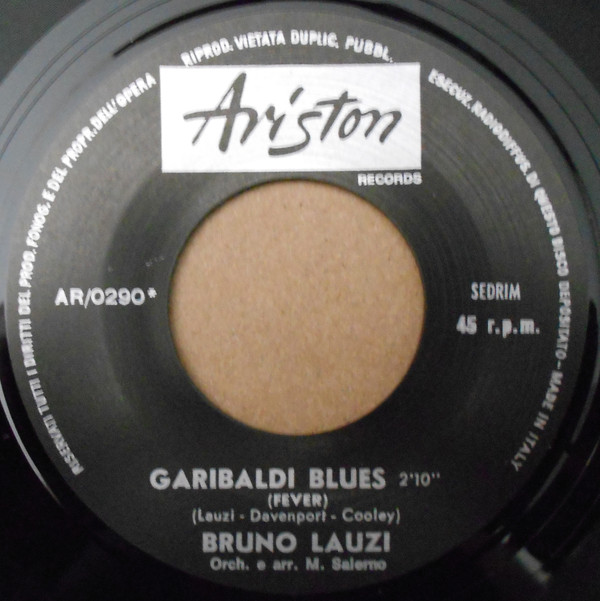 RISERVATI TUTTI I DIRITTI DEL PROD. FONOG. E DEL PROPR. DELL'OPERA
RIPROD. VIETATA DUPLIC. PUBBL.
ESECUZ. RADIODIFFUS. DI QUESTO DISCO DEPOSITATO - MADE IN ITALY
Ariston
RECORDS
AR/0290*
SEDRIM
45 r.p.m.
GARIBALDI BLUES 2'10''
(FEVER)
(Lauzi - Davenport - Cooley)
BRUNO LAUZI
Orch. e arr. M. Salerno